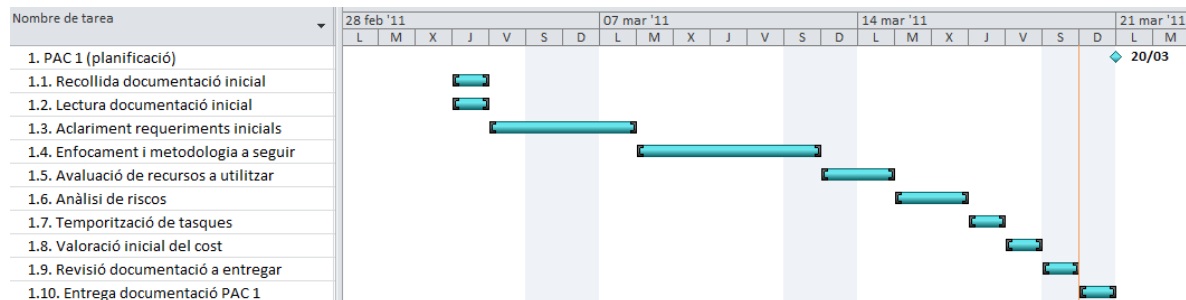 Nombre de tarea
28 feb '11 07 mar '11 14 mar '11 21 mar '11
L M X J V S D L M X J V S D L M X J V S D L M
1. PAC 1 (planificació) 20/03
1.1. Recollida documentació inicial
1.2. Lectura documentació inicial
1.3. Aclariment requeriments inicials
1.4. Enfocament i metodologia a seguir
1.5. Avaluació de recursos a utilitzar
1.6. Anàlisi de riscos
1.7. Temporització de tasques
1.8. Valoració inicial del cost
1.9. Revisió documentació a entregar
1.10. Entrega documentació PAC 1